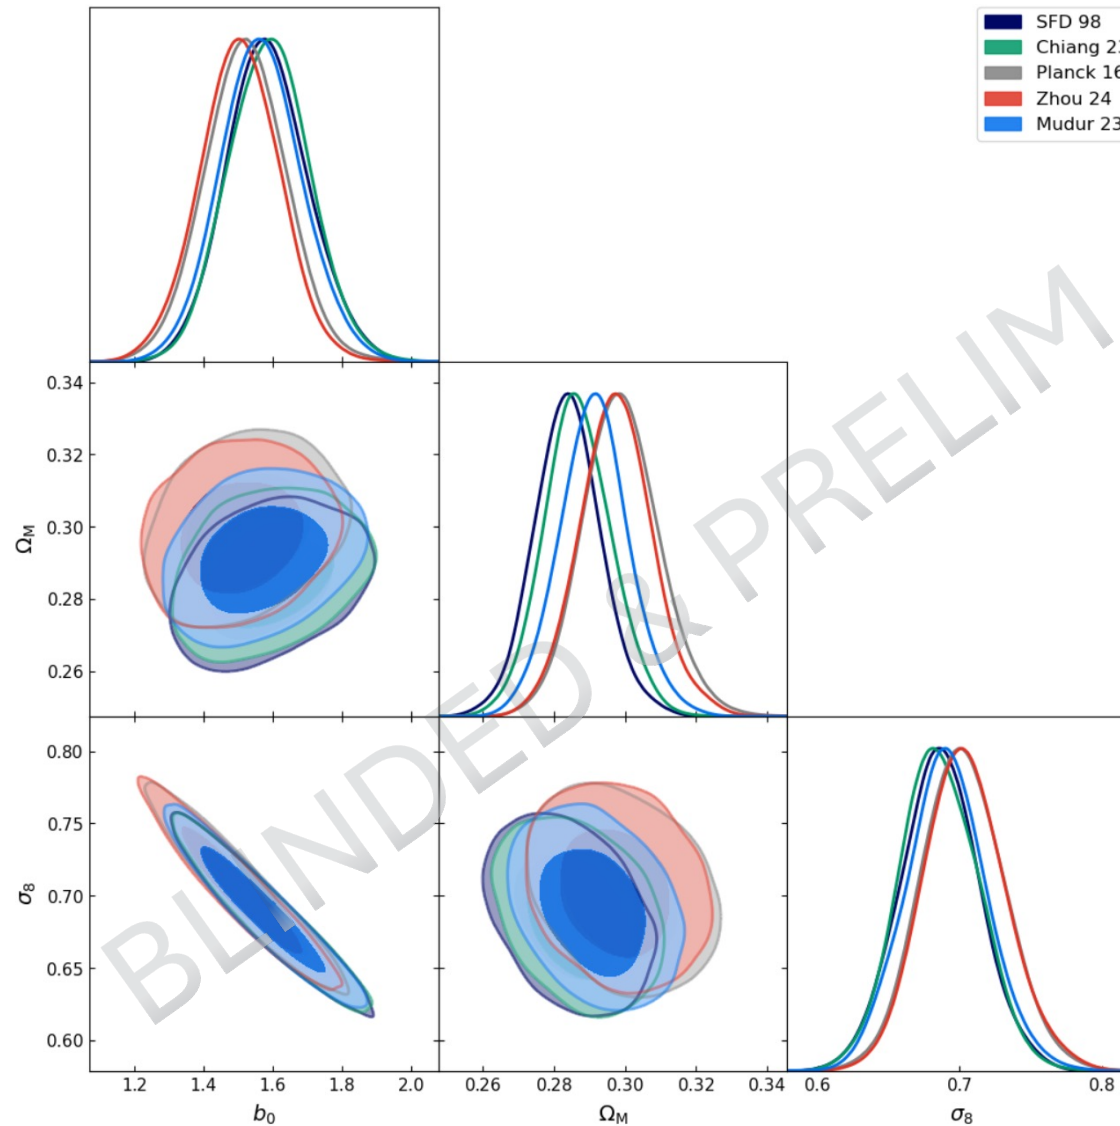 SFD 98
Chiang 23
Planck 16
Zhou 24
Mudur 23
0.34
0.32
0.30
0.28
0.26
Ω_M
0.80
0.75
0.70
0.65
0.60
σ_8
1.2 1.4 1.6 1.8 2.0
b_0
0.26 0.28 0.30 0.32 0.34
Ω_M
0.6 0.7 0.8
σ_8
BLINDED & PRELIM